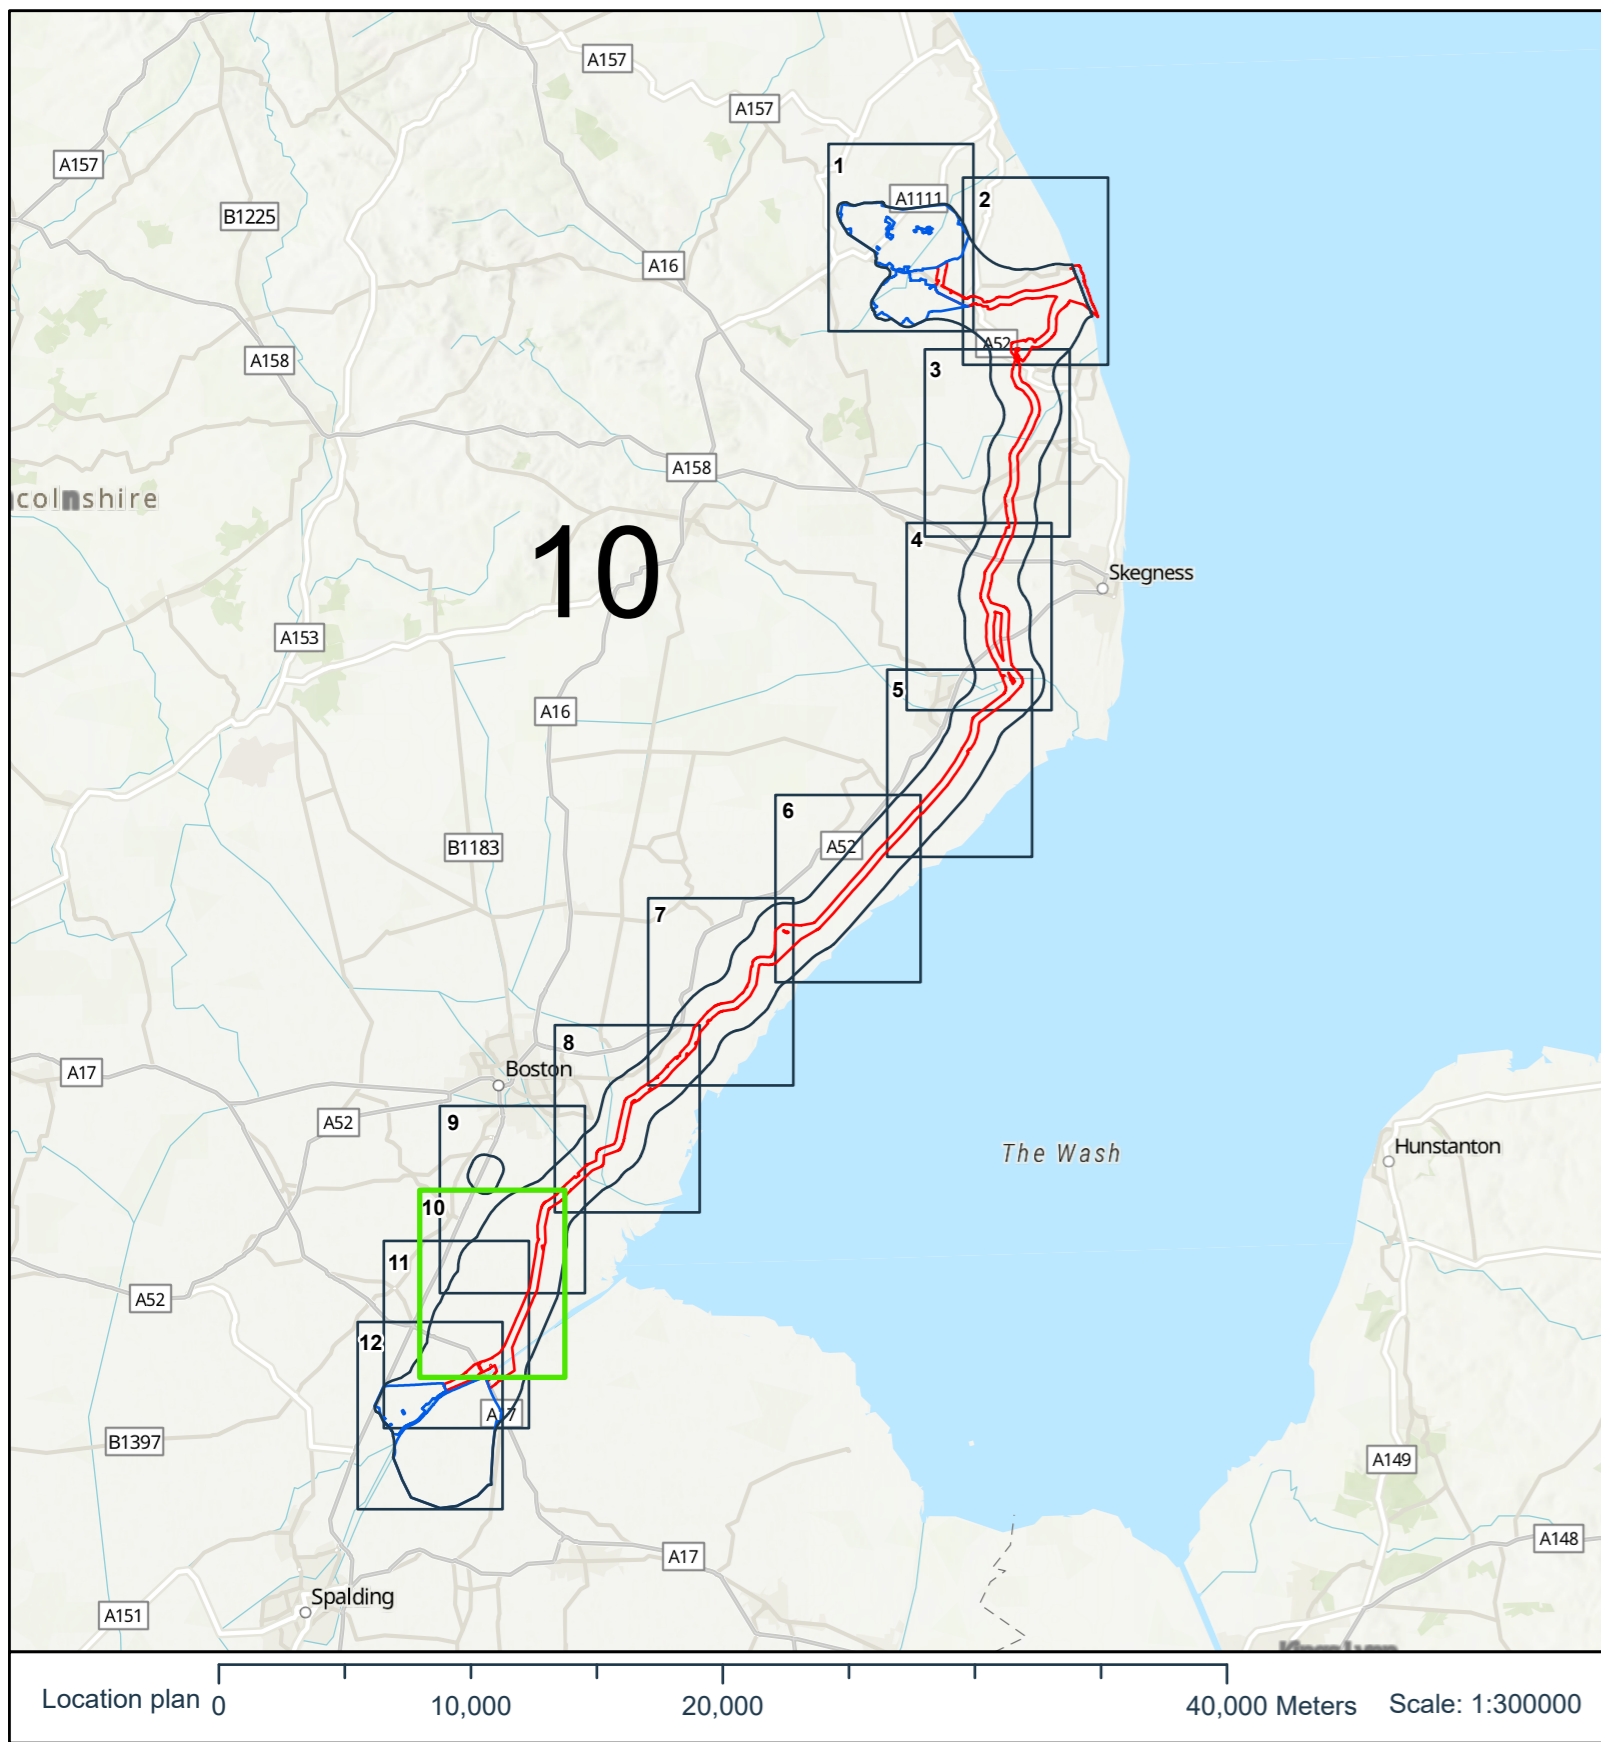 A157
A157
A157
1
A1111
2
B1225
A16
A52
A158
3
A158
colnshire
10
4
Skegness
A153
5
A16
6
A52
B1183
7
8
Boston
A17
9
A52
The Wash
Hunstanton
10
11
A52
12
A17
B1397
A149
A17
A148
Spalding
A151
Location plan 0 10,000 20,000 40,000 Meters Scale: 1:300000